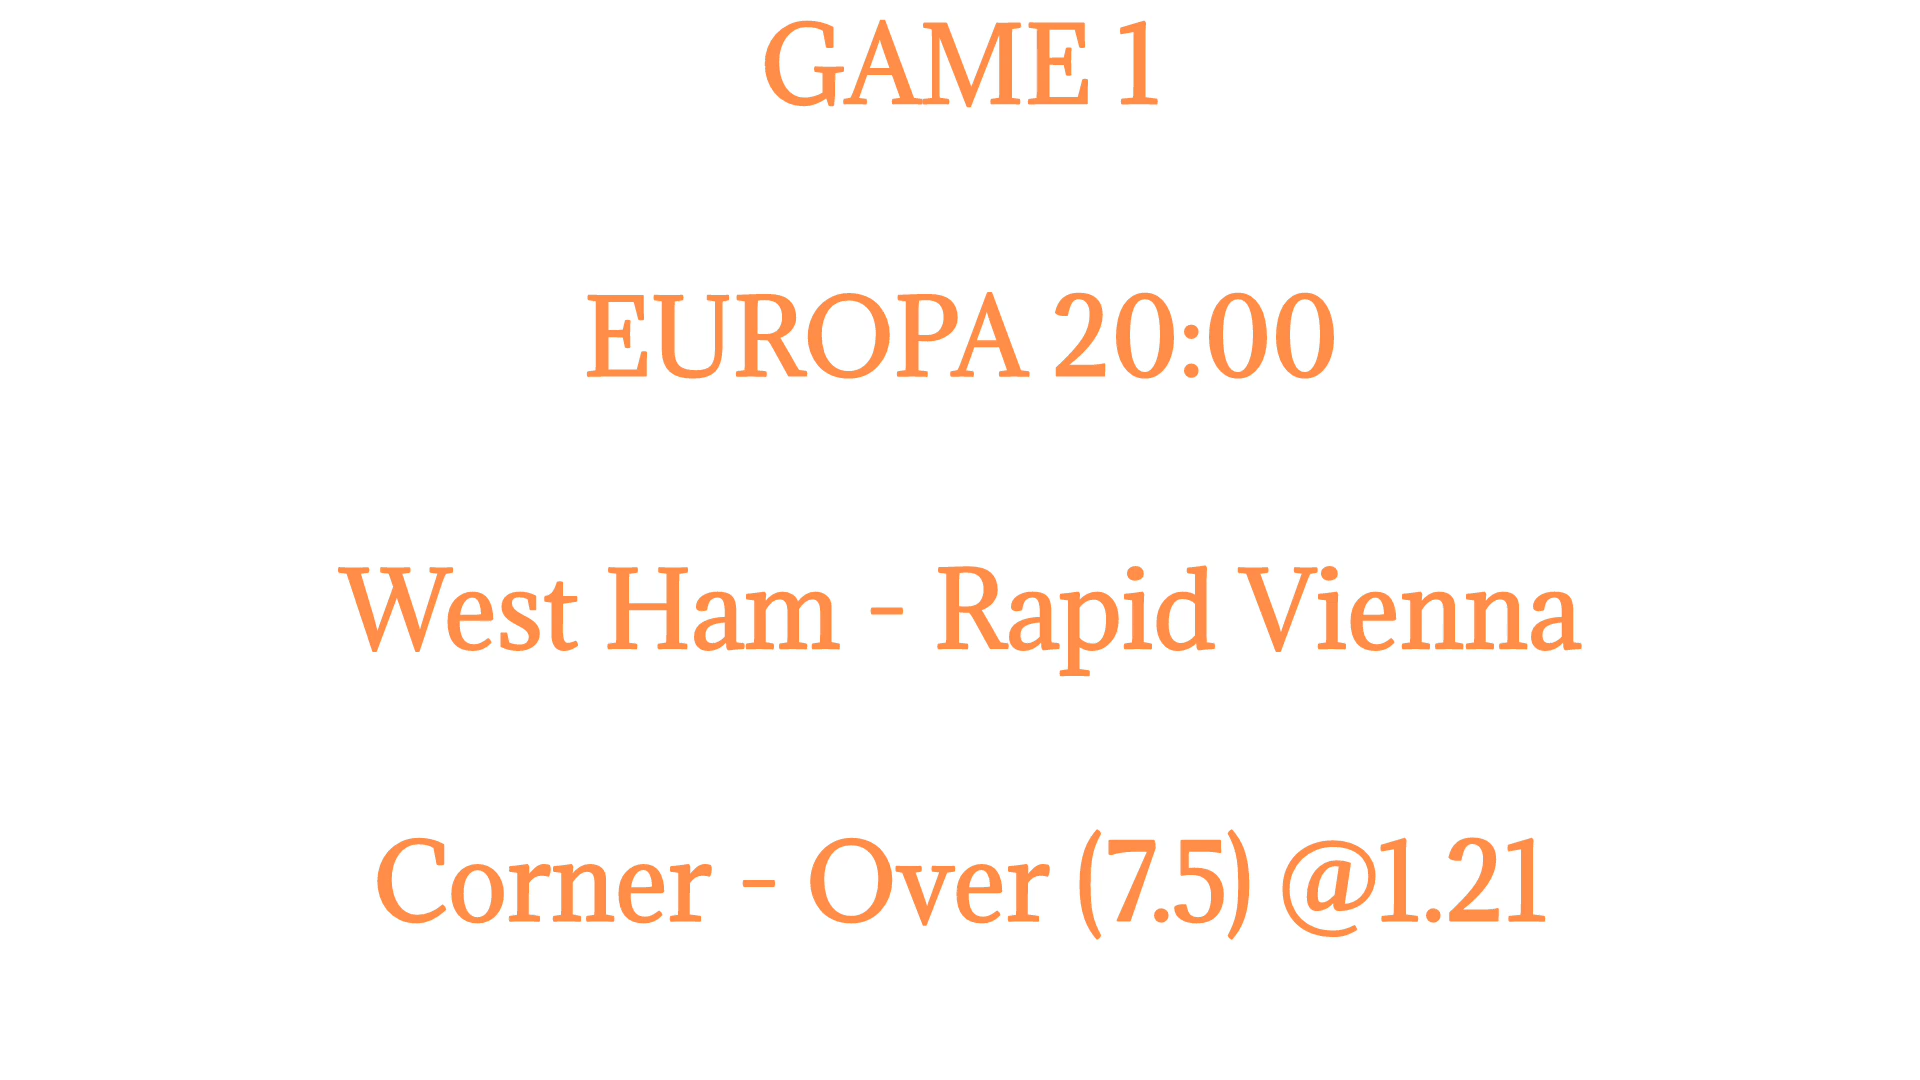 GAME 1
EUROPA 20:00
West Ham - Rapid Vienna
Corner - Over (7.5) @1.21